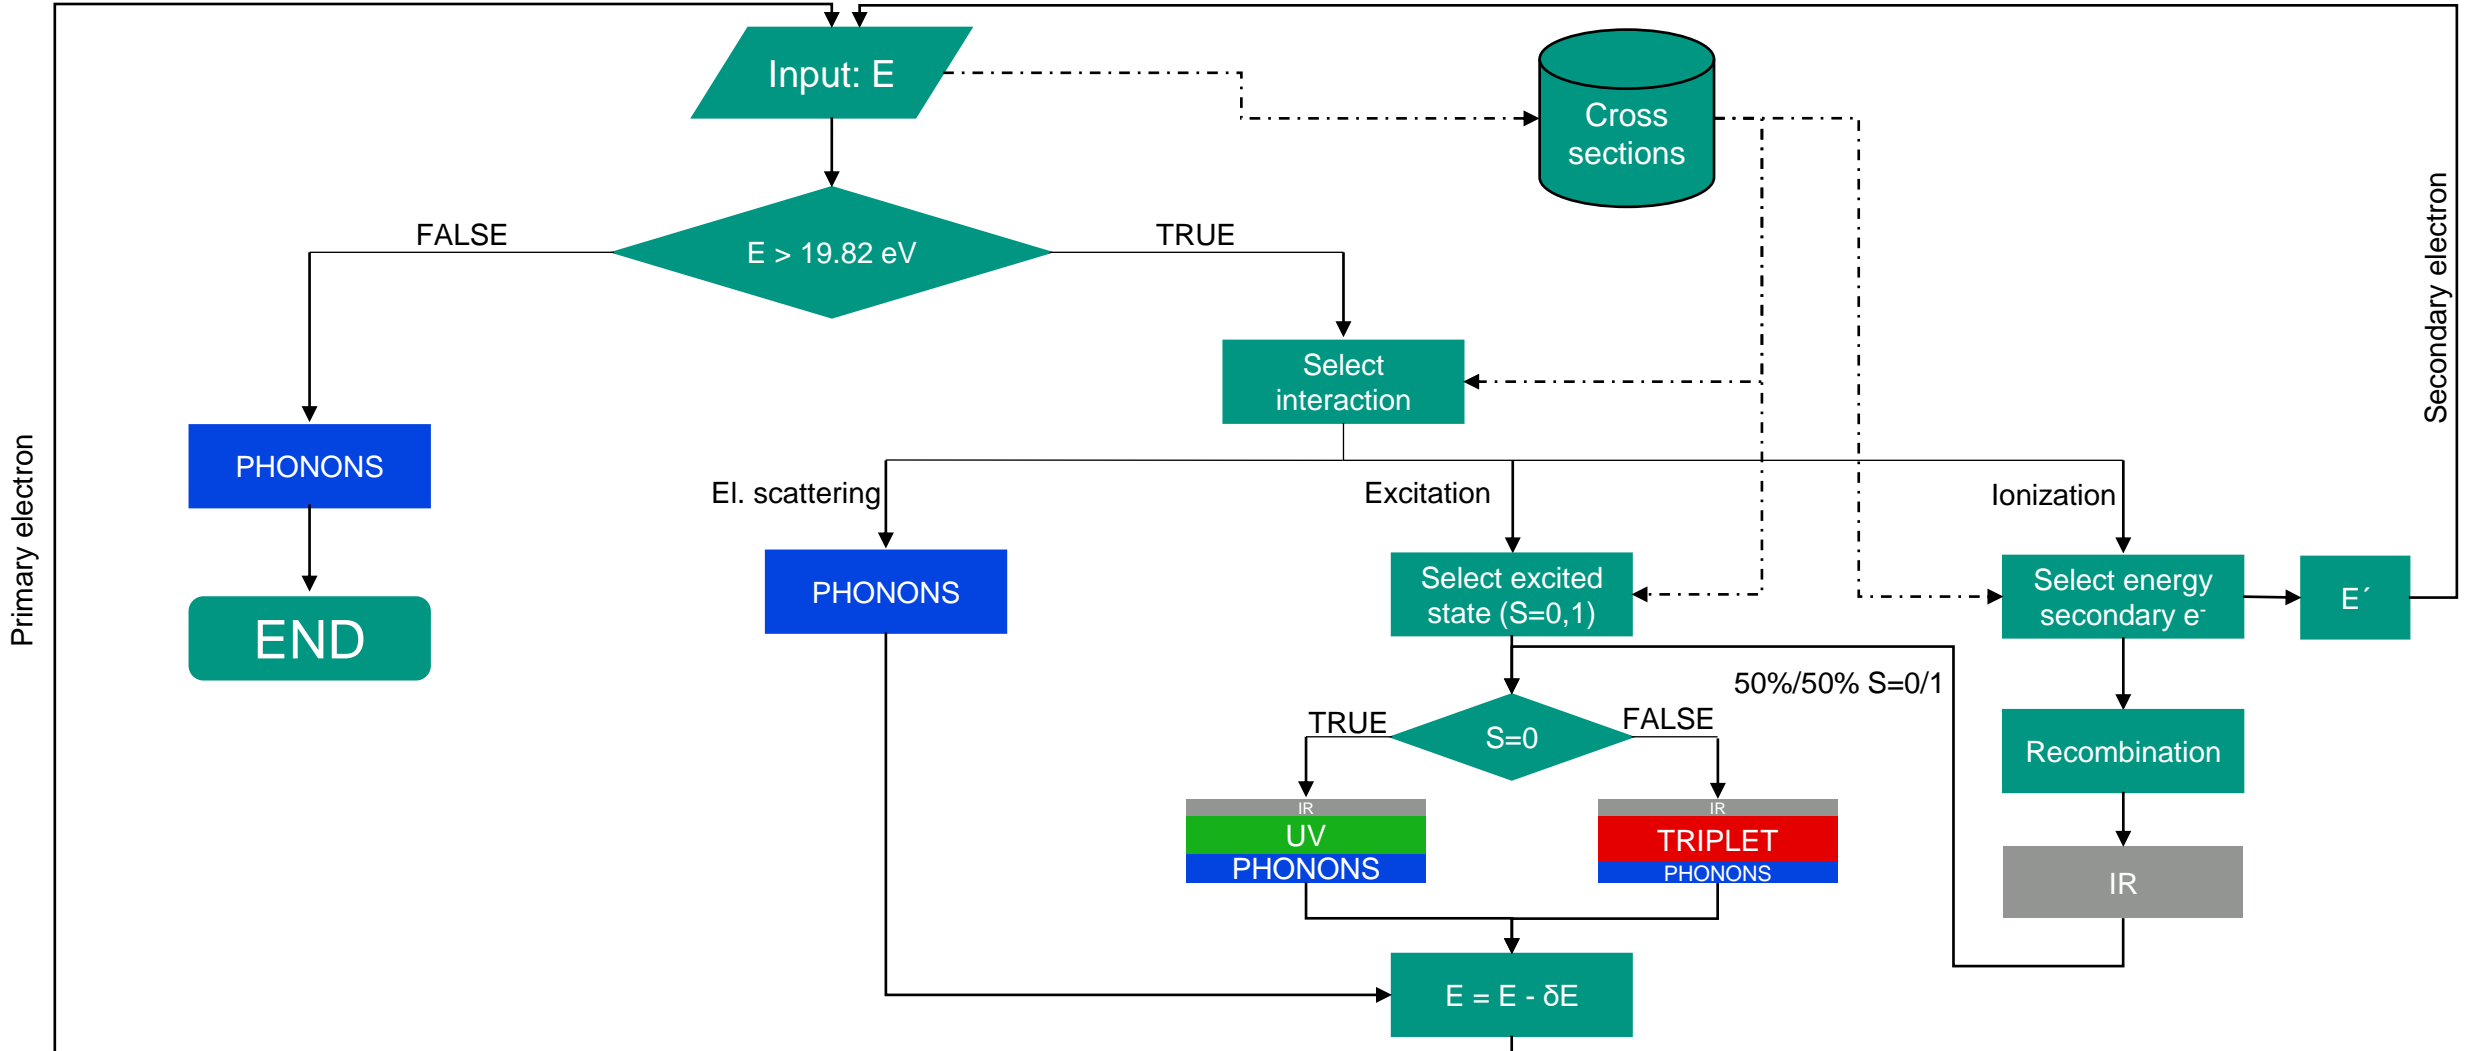 Input: E
Cross
sections
FALSE
TRUE
E > 19.82 eV
Secondary electron
Select
interaction
PHONONS
Primary electron
El. scattering
Excitation
Ionization
PHONONS
Select excited
state (S=0,1)
Select energy
secondary e-
E´
END
50%/50% S=0/1
TRUE
FALSE
S=0
Recombination
IR
UV
PHONONS
IR
TRIPLET
PHONONS
IR
E = E - δE